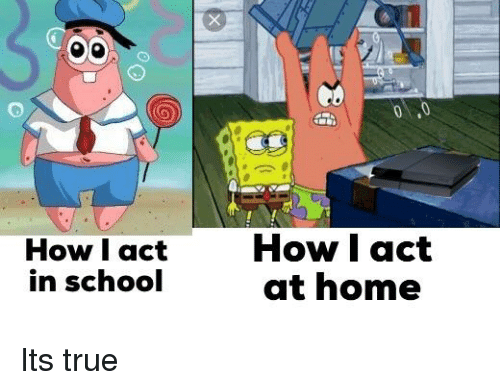 How I act
in school
How I act
at home
Its true